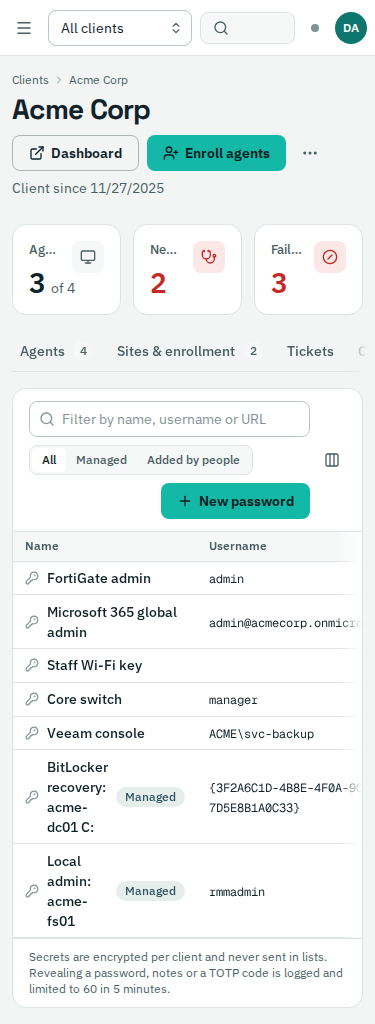 All clients
DA
Clients > Acme Corp
Acme Corp
Dashboard
Enroll agents
Client since 11/27/2025
Ag...
3 of 4
Ne...
2
Fail...
3
Agents 4
Sites & enrollment 2
Tickets
Filter by name, username or URL
All
Managed
Added by people
+ New password
Name Username
FortiGate admin admin
Microsoft 365 global
admin
admin@acmecorp.onmicro
Staff Wi-Fi key
Core switch manager
Veeam console ACME\svc-backup
BitLocker
recovery:
acme-
dc01 C:
Managed
{3F2A6C1D-4B8E-4F0A-9C
7D5E8B1A0C33}
Local
admin:
acme-
fs01
Managed
rmmadmin
Secrets are encrypted per client and never sent in lists.
Revealing a password, notes or a TOTP code is logged and
limited to 60 in 5 minutes.